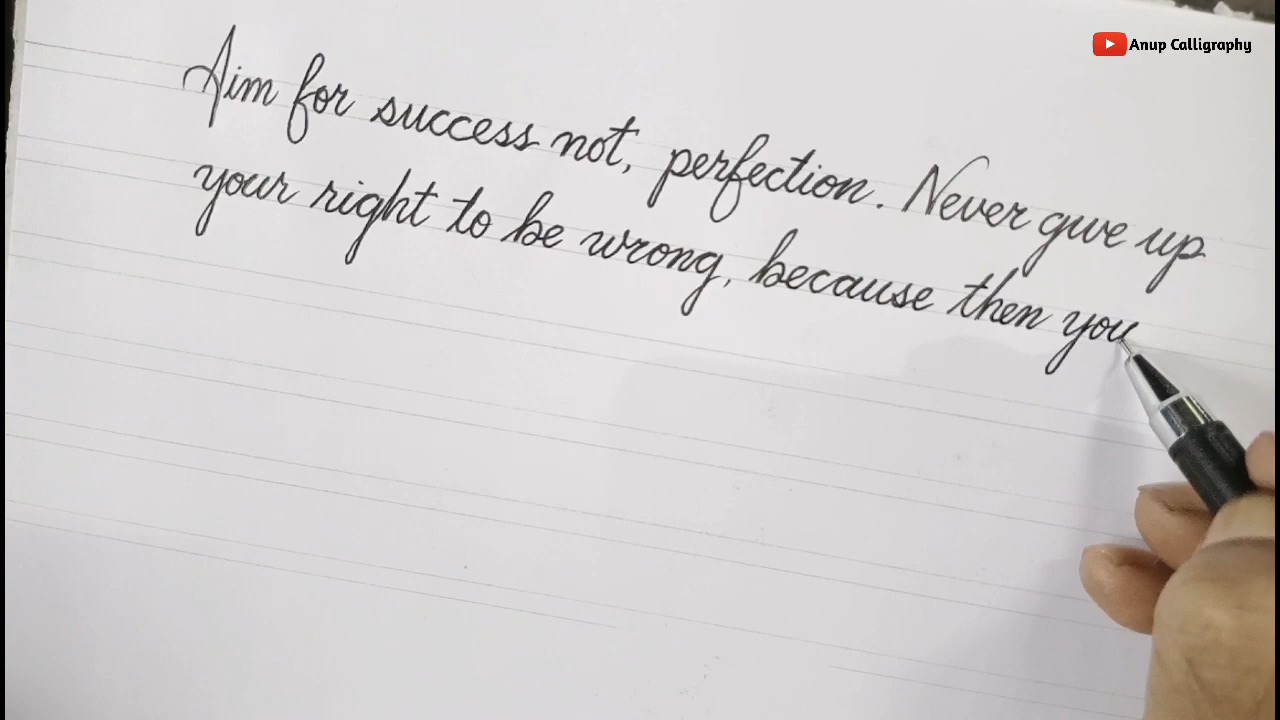 Anup Calligraphy
Aim for success not, perfection. Never give up
your right to be wrong, because then you